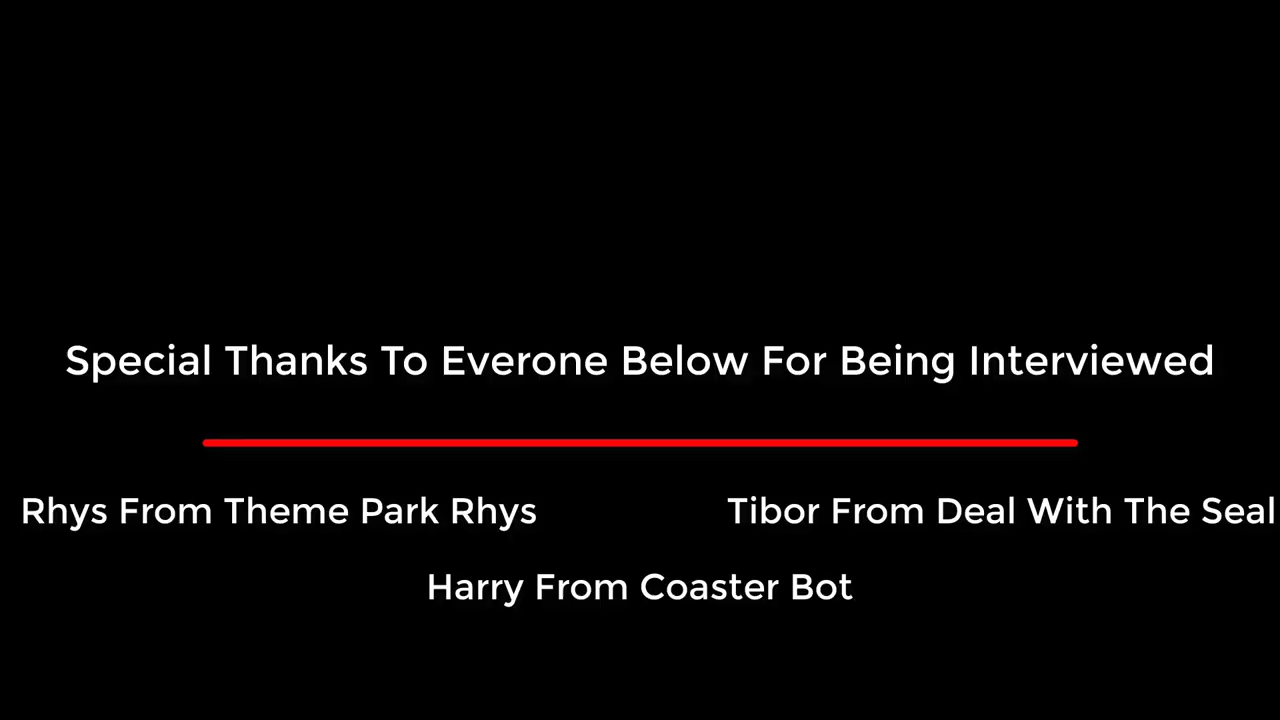 Special Thanks To Everone Below For Being Interviewed
Rhys From Theme Park Rhys
Tibor From Deal With The Seal
Harry From Coaster Bot